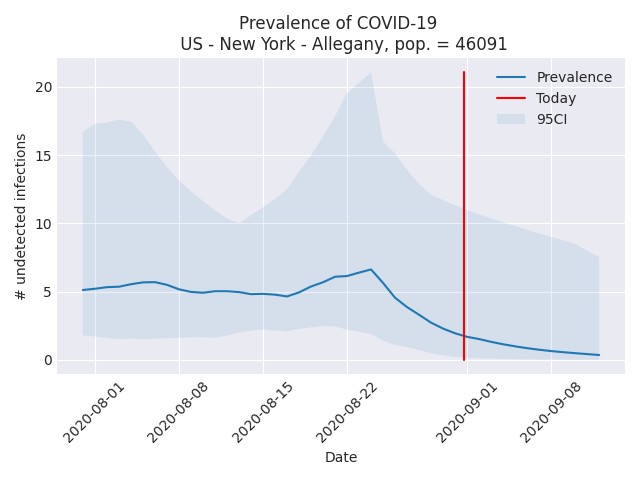 Prevalence of COVID-19
US - New York - Allegany, pop. = 46091
Prevalence
Today
95CI
# undetected infections
20
15
10
5
0
2020-08-01
2020-08-08
2020-08-15
2020-08-22
2020-09-01
2020-09-08
Date